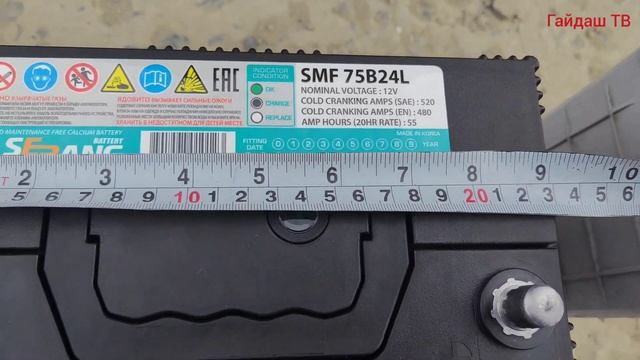 Гайдаш ТВ
EAC
INDICATOR
CONDITION
OK
CHANGE
REPLACE
SMF 75B24L
NOMINAL VOLTAGE : 12V
COLD CRANKING AMPS (SAE) : 520
COLD CRANKING AMPS (EN) : 480
AMP HOURS (20HR RATE) : 55
ЯДОВИТО ВЫЗЫВАЕТ СИЛЬНЫЕ ОЖОГИ
ХРАНИТЬ В НЕДОСТУПНОМ ДЛЯ ДЕТЕЙ МЕСТЕ
MAINTENANCE FREE CALCIUM BATTERY
BATTERY
MADE IN KOREA
FITTING
DATE
0 1 2 3 4 5 6 7 8 9
YEAR
2 3 4 5 6 7 8 9 10
6 7 8 9 10 1 2 3 4 5 6 7 8 9 20 1 2 3 4 5 6